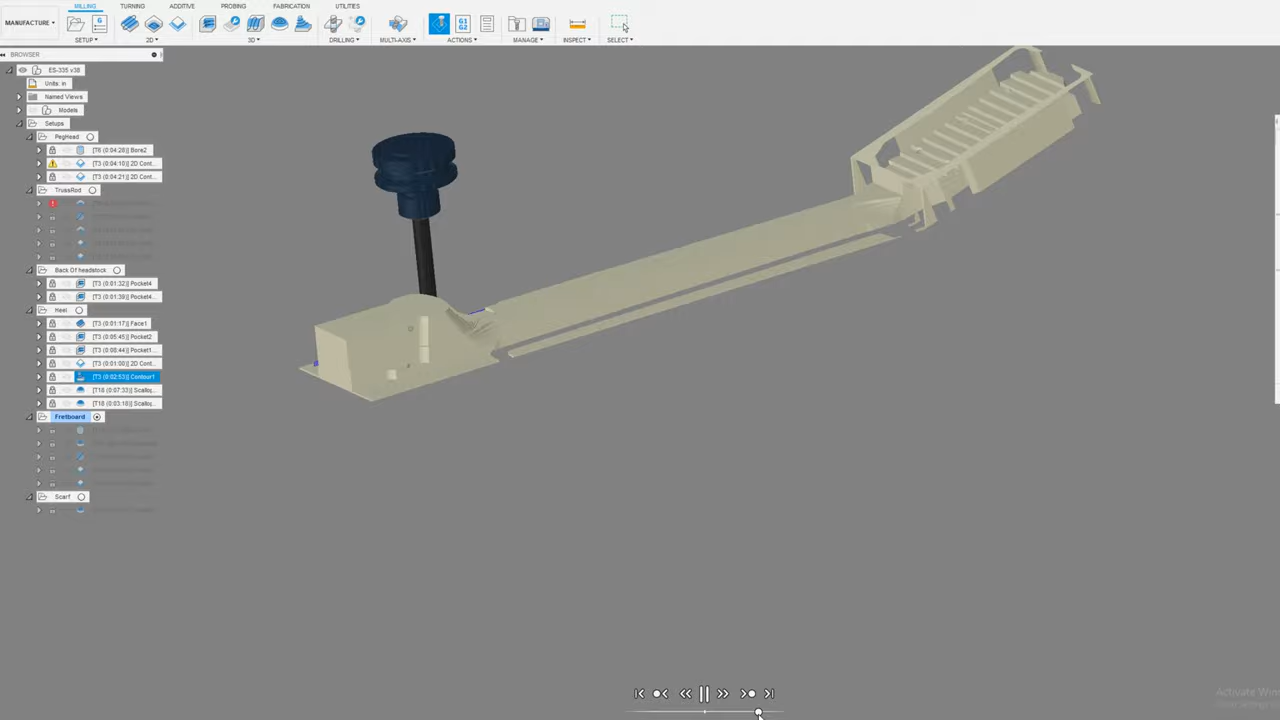 MILLING TURNING ADDITIVE PROBING FABRICATION UTILITIES
MANUFACTURE
G1
G2
SETUP 2D 3D DRILLING MULTI-AXIS ACTIONS MANAGE INSPECT SELECT
BROWSER
ES-335 v38
Units: in
Named Views
Models
Setups
PegHead
[T6 (0:04:28)] Bore2
[T3 (0:04:10)] 2D Cont...
[T3 (0:04:21)] 2D Cont...
TrussRod
Back Of headstock
[T3 (0:01:32)] Pocket4
[T3 (0:01:39)] Pocket4...
Heel
[T3 (0:01:17)] Face1
[T3 (0:05:45)] Pocket2
[T3 (0:08:44)] Pocket1...
[T3 (0:01:00)] 2D Cont...
[T3 (0:02:53)] Contour1
[T18 (0:07:33)] Scallop...
[T18 (0:03:18)] Scallop...
Fretboard
Scarf
Activate Win